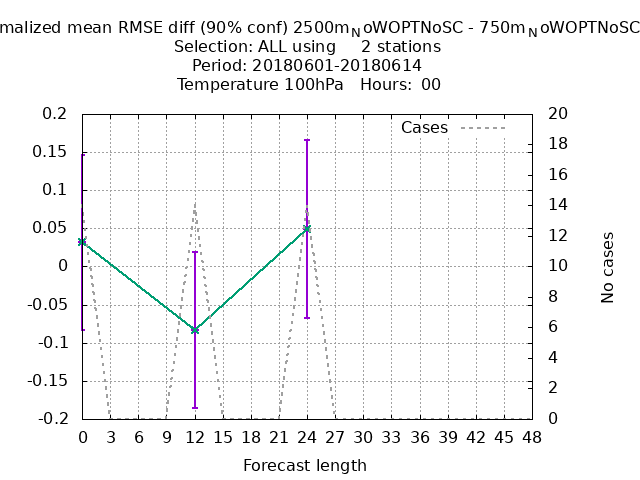 malized mean RMSE diff (90% conf) 2500mNoWOPTNoSC - 750mNoWOPTNoSC
Selection: ALL using 2 stations
Period: 20180601-20180614
Temperature 100hPa Hours: 00
Cases
0.2
0.15
0.1
0.05
0
-0.05
-0.1
-0.15
-0.2
20
18
16
14
12
10
8
6
4
2
0
No cases
0 3 6 9 12 15 18 21 24 27 30 33 36 39 42 45 48
Forecast length